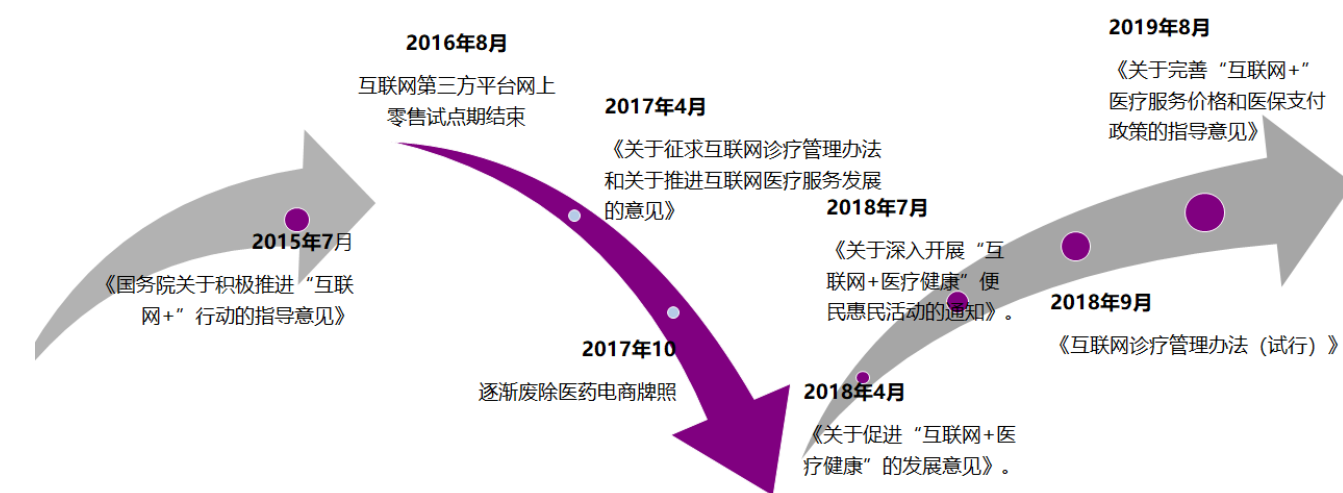 2015年7月
《国务院关于积极推进“互联
网+”行动的指导意见》
2016年8月
互联网第三方平台网上
零售试点期结束
2017年4月
《关于征求互联网诊疗管理办法
和关于推进互联网医疗服务发展
的意见》
2017年10
逐渐废除医药电商牌照
2018年4月
《关于促进“互联网+医
疗健康”的发展意见》。
2018年7月
《关于深入开展“互
联网+医疗健康”便
民惠民活动的通知》。
2018年9月
《互联网诊疗管理办法（试行）》
2019年8月
《关于完善“互联网+”
医疗服务价格和医保支付
政策的指导意见》